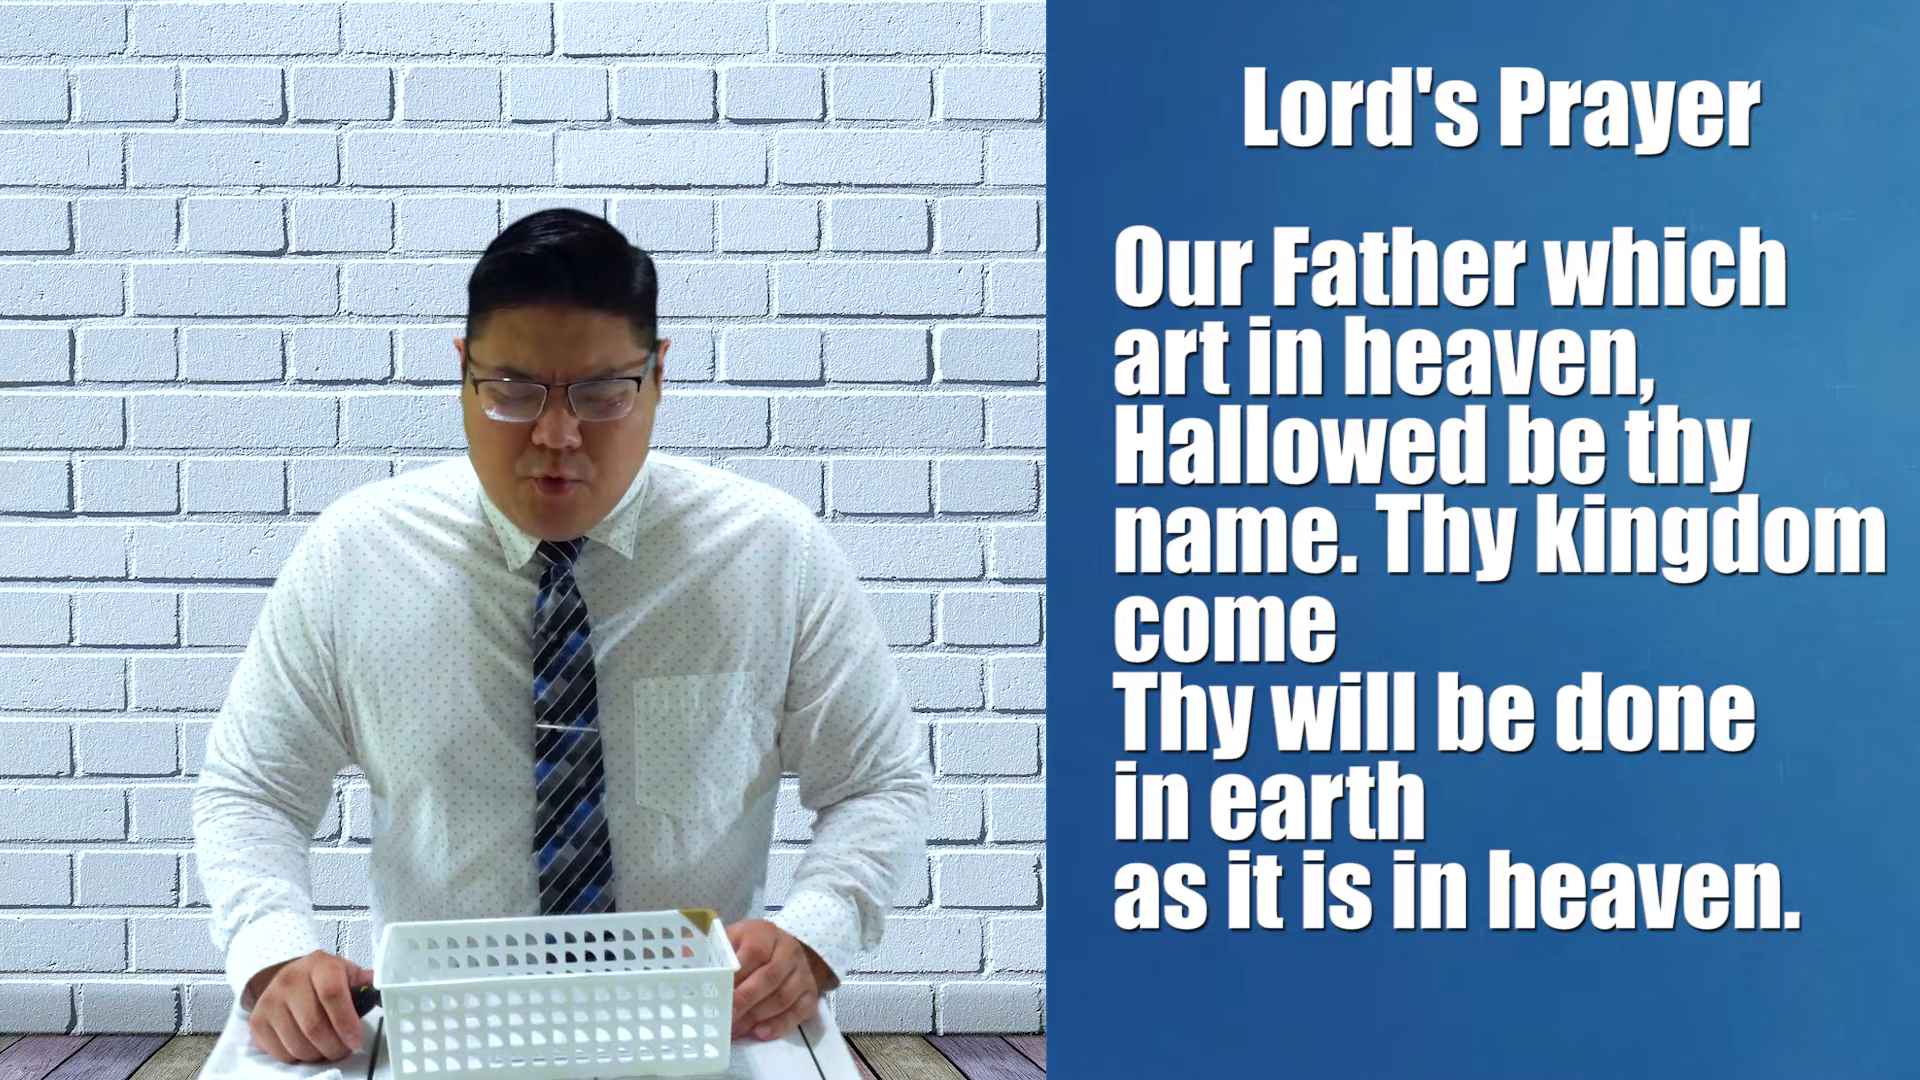 Lord's Prayer
Our Father which
art in heaven,
Hallowed be thy
name. Thy kingdom
come
Thy will be done
in earth
as it is in heaven.